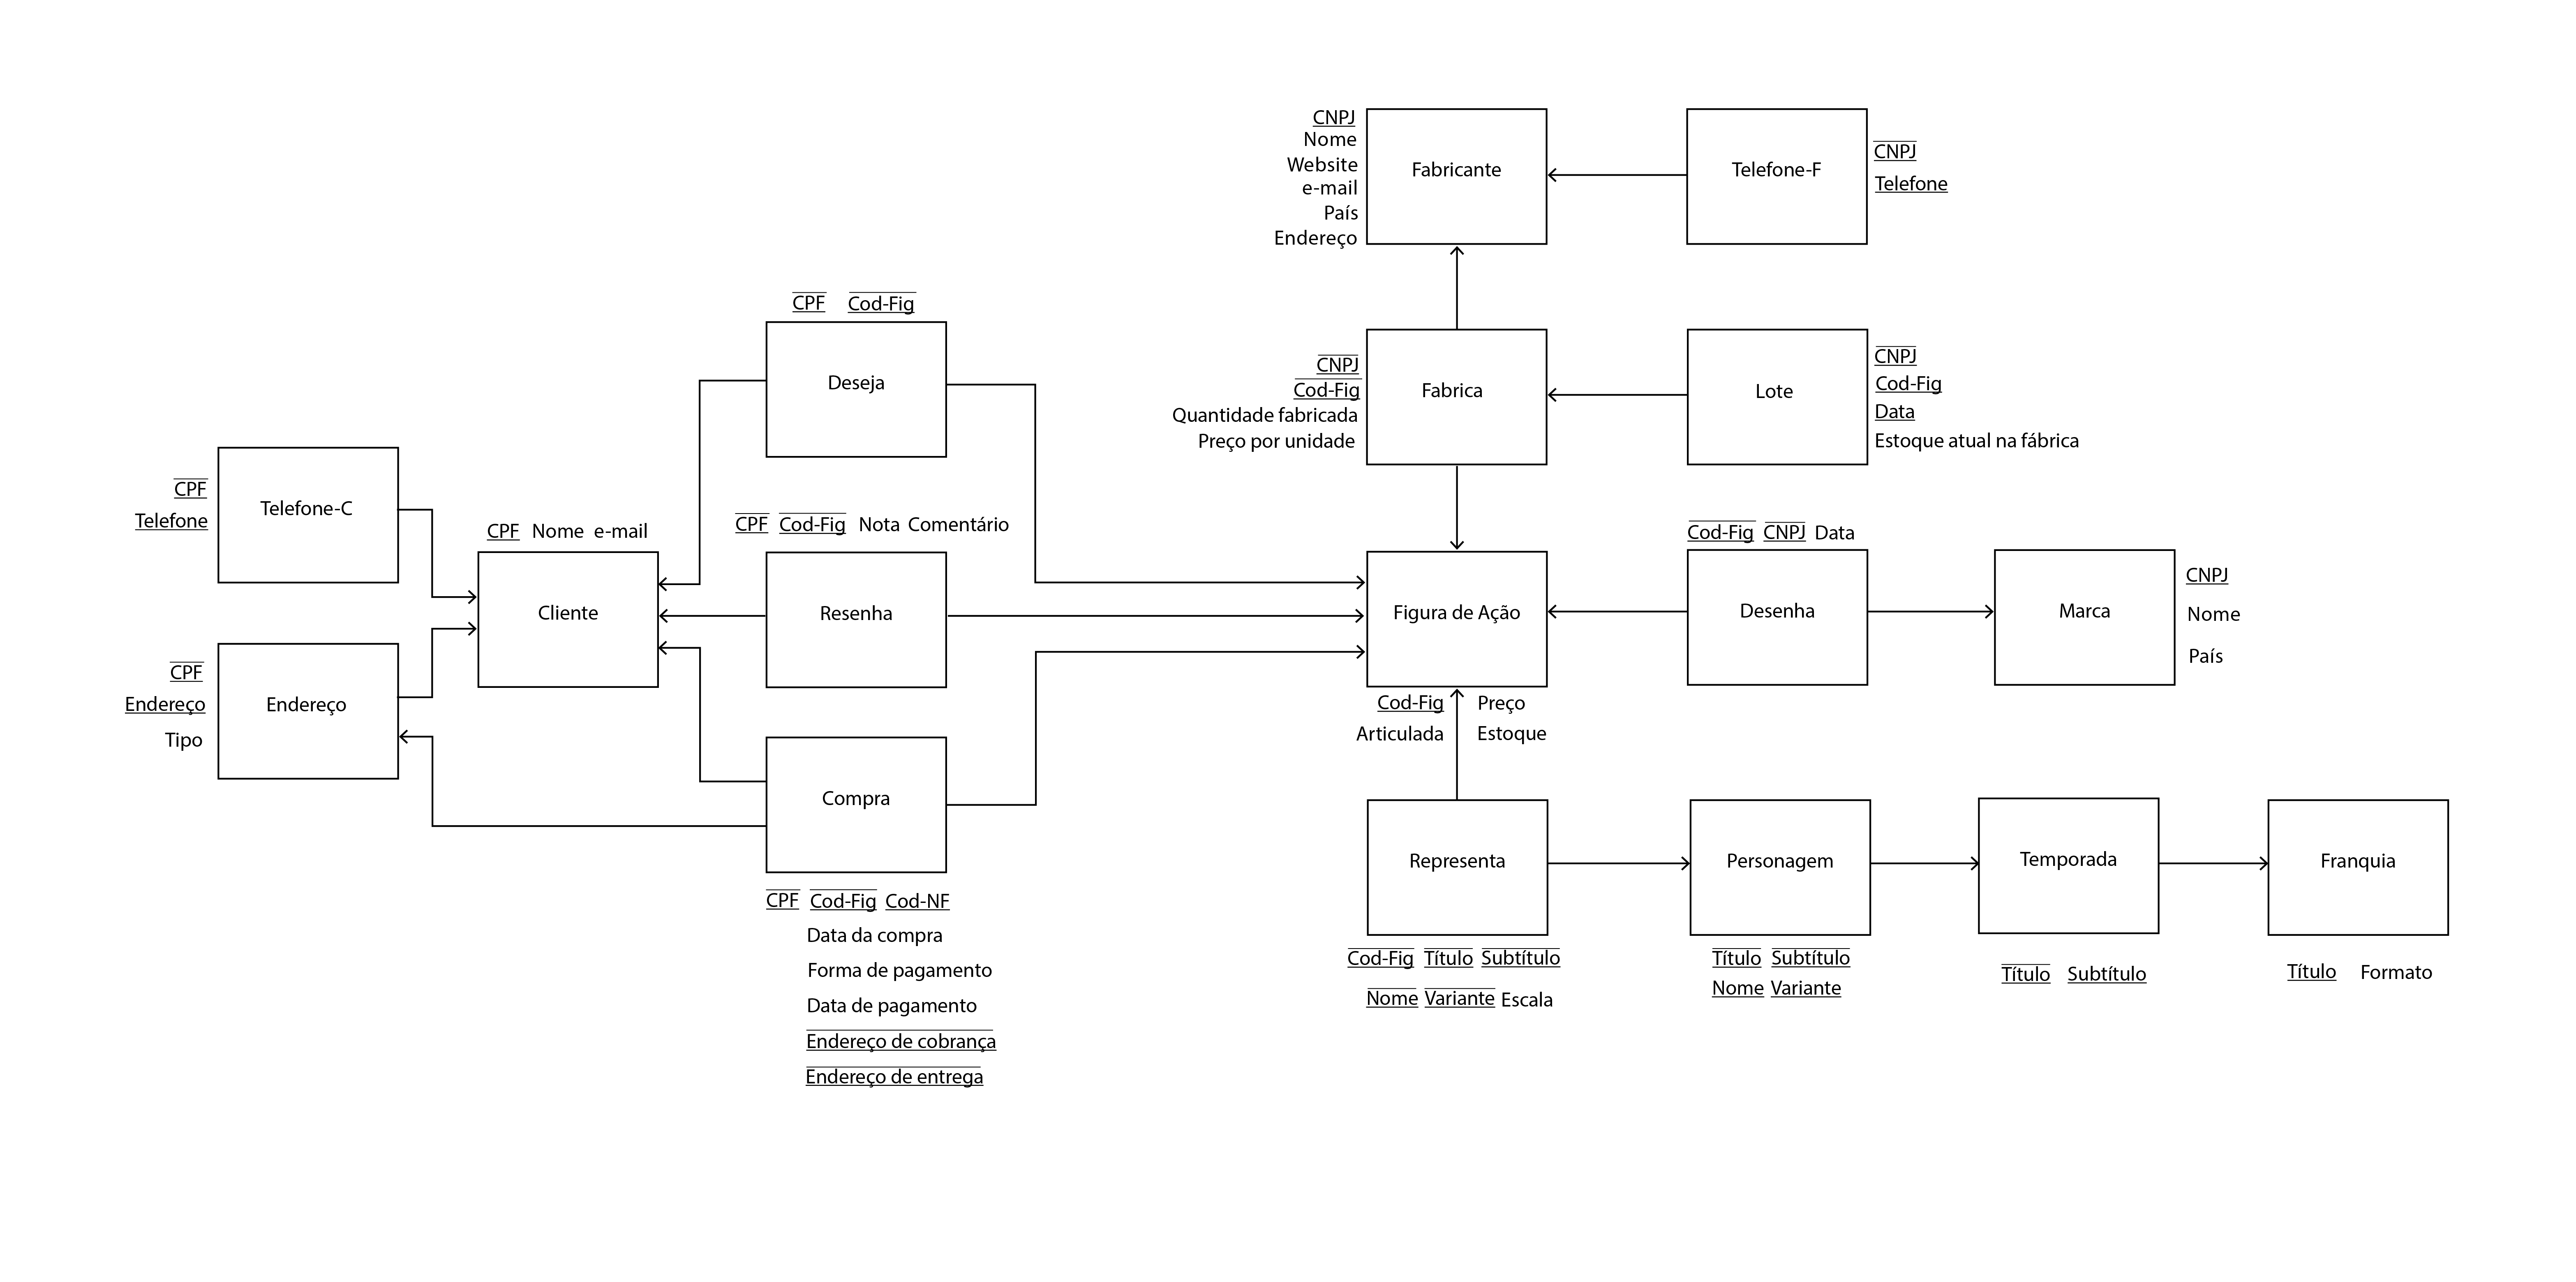 CNPJ
Nome
Website
e-mail
País
Endereço
Fabricante
Telefone-F
CNPJ
Telefone
CPF Cod-Fig
Deseja
CNPJ
Cod-Fig
Quantidade fabricada
Preço por unidade
Fabrica
Lote
CNPJ
Cod-Fig
Data
Estoque atual na fábrica
CPF
Telefone
Telefone-C
CPF Nome e-mail
Cliente
CPF Cod-Fig Nota Comentário
Resenha
Figura de Ação
Cod-Fig Preço
Articulada Estoque
Cod-Fig CNPJ Data
Desenha
Marca
CNPJ
Nome
País
CPF
Endereço
Tipo
Endereço
Compra
CPF Cod-Fig Cod-NF
Data da compra
Forma de pagamento
Data de pagamento
Endereço de cobrança
Endereço de entrega
Representa
Cod-Fig Título Subtítulo
Nome Variante Escala
Personagem
Título Subtítulo
Nome Variante
Temporada
Título Subtítulo
Franquia
Título Formato